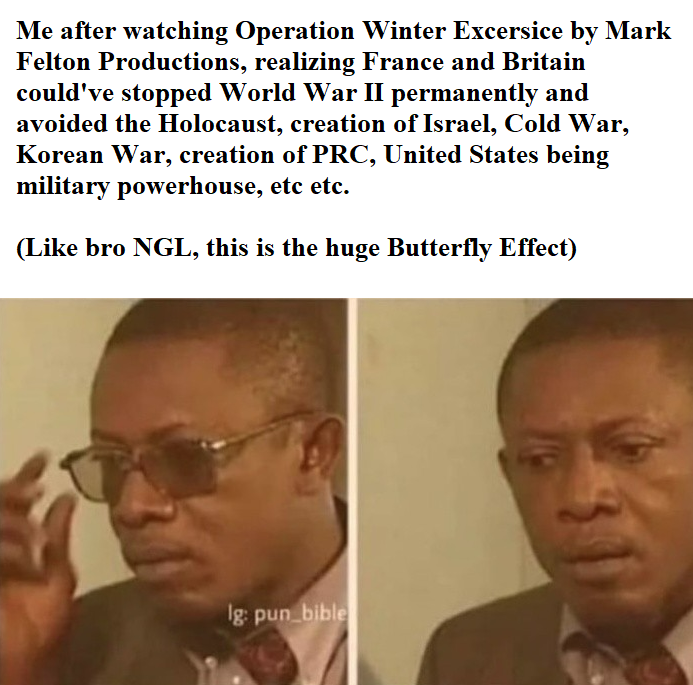 Me after watching Operation Winter Excersice by Mark
Felton Productions, realizing France and Britain
could've stopped World War II permanently and
avoided the Holocaust, creation of Israel, Cold War,
Korean War, creation of PRC, United States being
military powerhouse, etc etc.
(Like bro NGL, this is the huge Butterfly Effect)
Ig: pun_bible